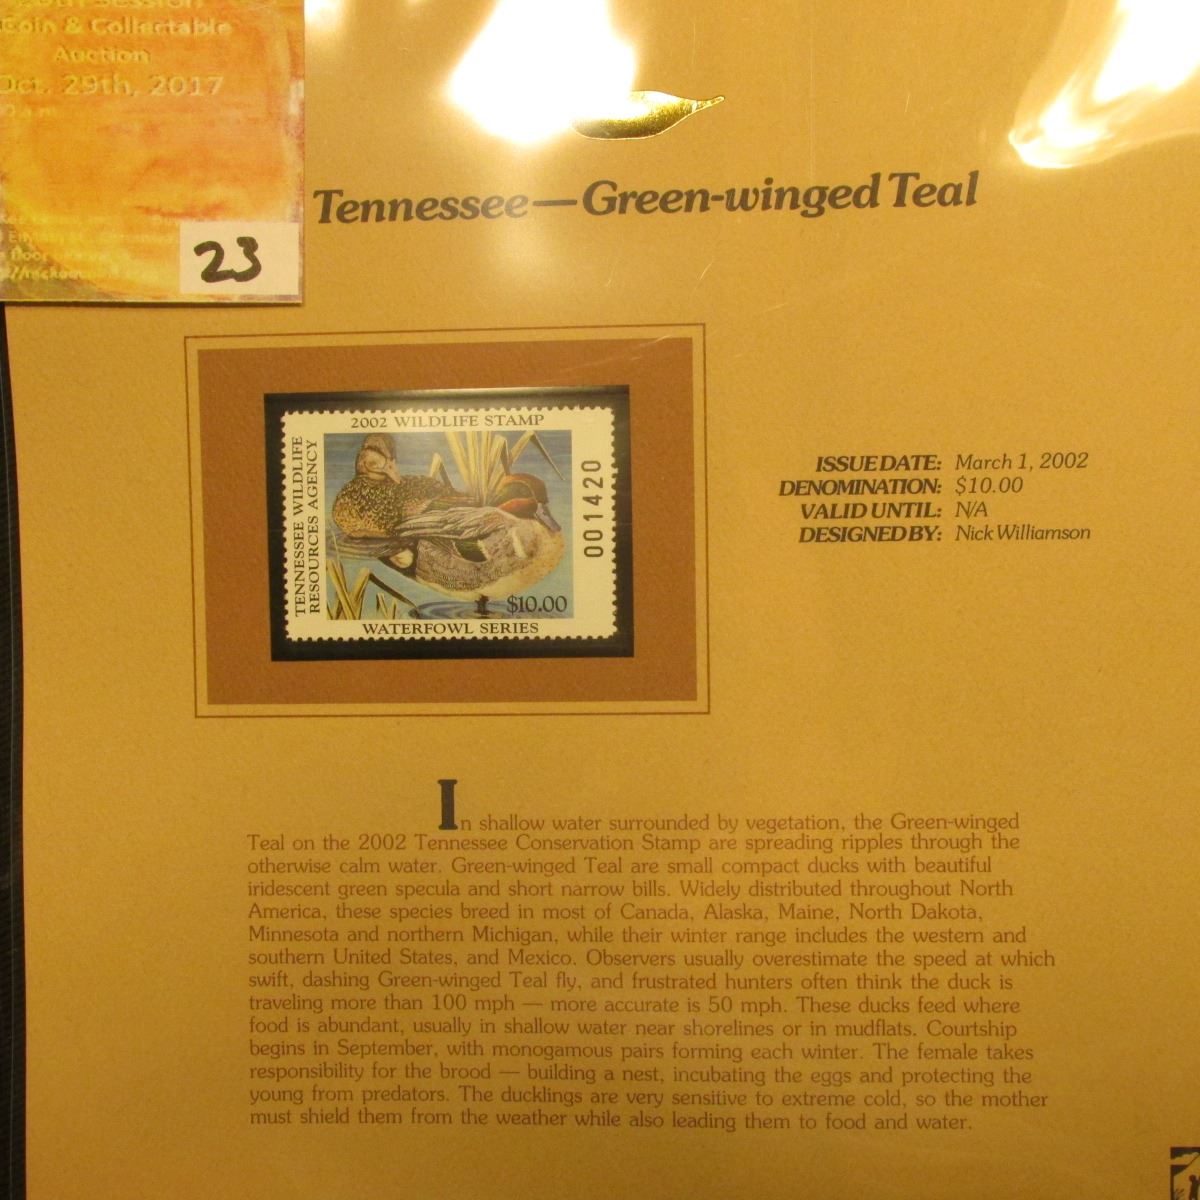 Coin & Collectable
Auction
Oct. 29th, 2017
23
Tennessee—Green-winged Teal
2002 WILDLIFE STAMP
TENNESSEE WILDLIFE
RESOURCES AGENCY
001420
$10.00
WATERFOWL SERIES
ISSUE DATE: March 1, 2002
DENOMINATION: $10.00
VALID UNTIL: N/A
DESIGNED BY: Nick Williamson
In shallow water surrounded by vegetation, the Green-winged
Teal on the 2002 Tennessee Conservation Stamp are spreading ripples through the
otherwise calm water. Green-winged Teal are small compact ducks with beautiful
iridescent green specula and short narrow bills. Widely distributed throughout North
America, these species breed in most of Canada, Alaska, Maine, North Dakota,
Minnesota and northern Michigan, while their winter range includes the western and
southern United States, and Mexico. Observers usually overestimate the speed at which
swift, dashing Green-winged Teal fly, and frustrated hunters often think the duck is
traveling more than 100 mph — more accurate is 50 mph. These ducks feed where
food is abundant, usually in shallow water near shorelines or in mudflats. Courtship
begins in September, with monogamous pairs forming each winter. The female takes
responsibility for the brood — building a nest, incubating the eggs and protecting the
young from predators. The ducklings are very sensitive to extreme cold, so the mother
must shield them from the weather while also leading them to food and water.